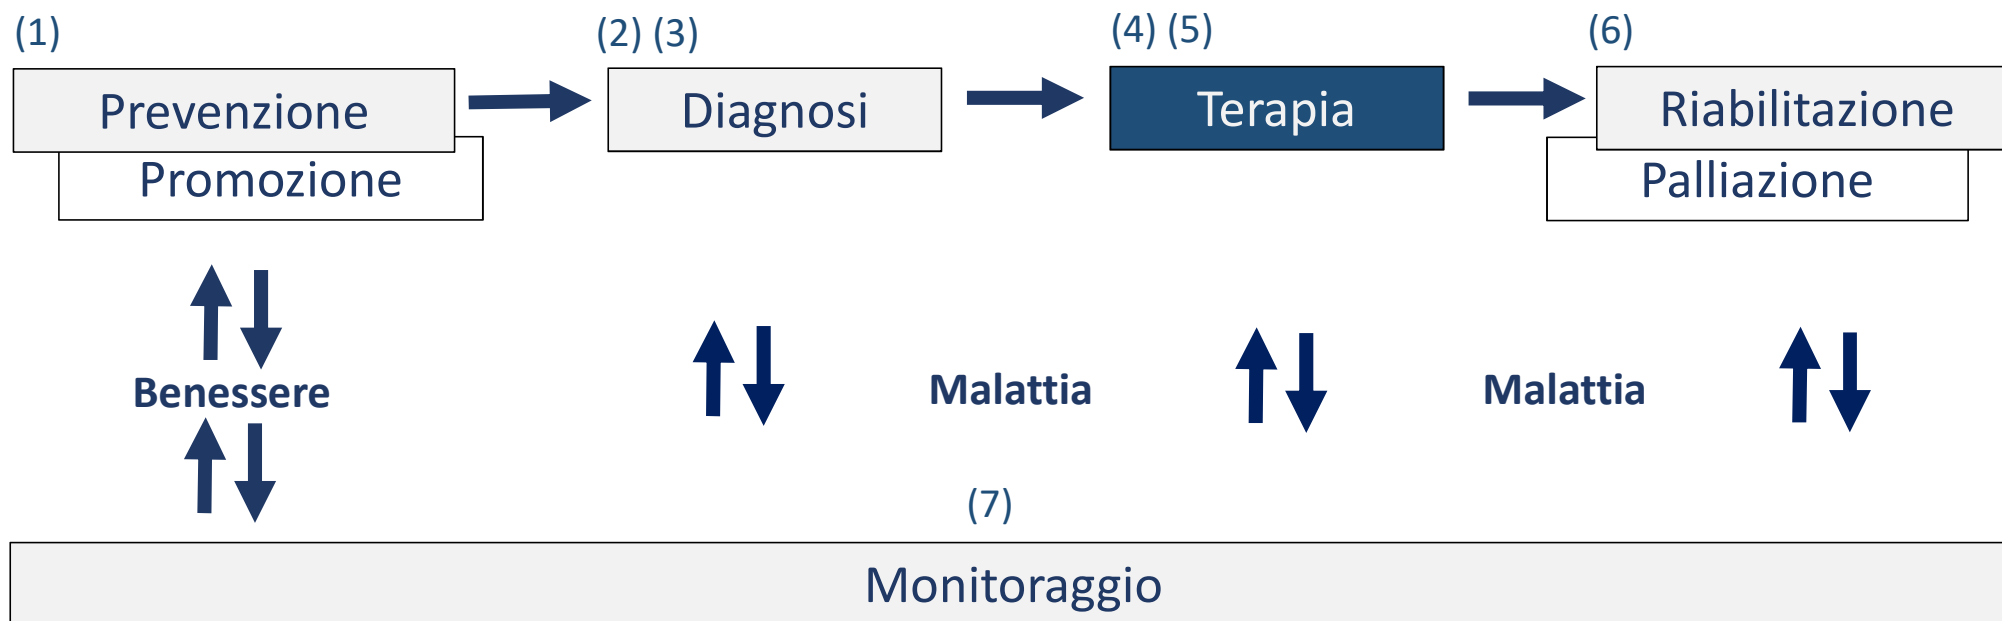 (1)
(2) (3)
(4) (5)
(6)
Prevenzione
Diagnosi
Terapia
Riabilitazione
Promozione
Palliazione
Benessere
Malattia
Malattia
(7)
Monitoraggio